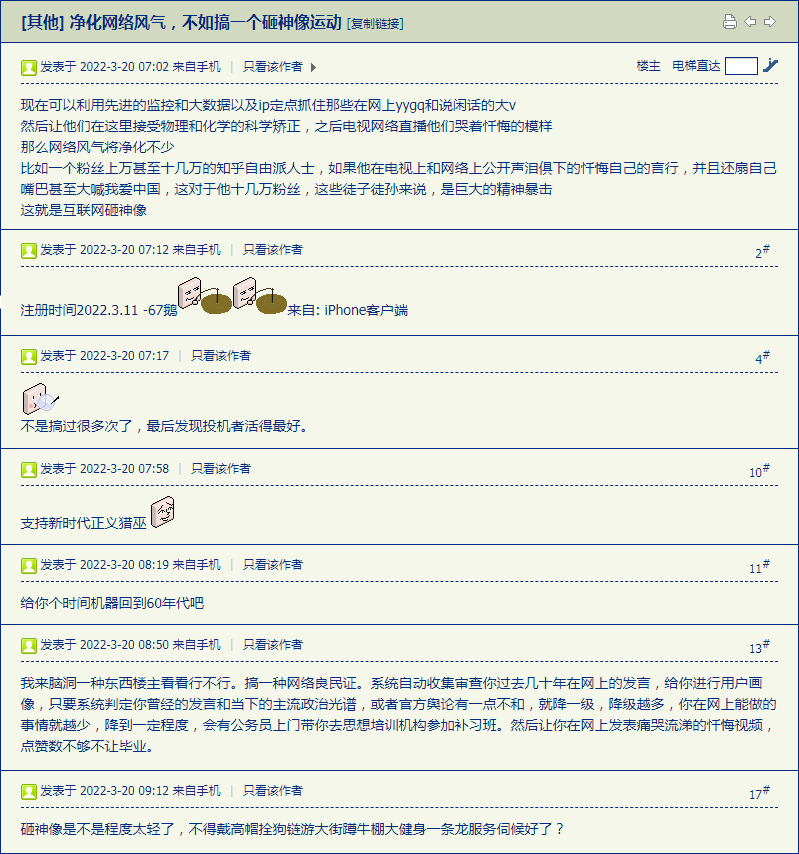 [其他] 净化网络风气，不如搞一个砸神像运动 [复制链接]
发表于 2022-3-20 07:02 来自手机 | 只看该作者 楼主 电梯直达
现在可以利用先进的监控和大数据以及ip定点抓住那些在网上yygq和说闲话的大v
然后让他们在这里接受物理和化学的科学矫正，之后电视网络直播他们哭着忏悔的模样
那么网络风气将净化不少
比如一个粉丝上万甚至十几万的知乎自由派人士，如果他在电视上和网络上公开声泪俱下的忏悔自己的言行，并且还扇自己
嘴巴甚至大喊我爱中国，这对于他十几万粉丝，这些徒子徒孙来说，是巨大的精神暴击
这就是互联网砸神像
发表于 2022-3-20 07:12 来自手机 | 只看该作者 2#
注册时间2022.3.11 -67鹅 来自: iPhone客户端
发表于 2022-3-20 07:17 | 只看该作者 4#
不是搞过很多次了，最后发现投机者活得最好。
发表于 2022-3-20 07:58 | 只看该作者 10#
支持新时代正义猎巫
发表于 2022-3-20 08:19 来自手机 | 只看该作者 11#
给你个时间机器回到60年代吧
发表于 2022-3-20 08:50 来自手机 | 只看该作者 13#
我来脑洞一种东西楼主看看行不行。搞一种网络良民证。系统自动收集审查你过去几十年在网上的发言，给你进行用户画
像，只要系统判定你曾经的发言和当下的主流政治光谱，或者官方舆论有一点不和，就降一级，降级越多，你在网上能做的
事情就越少，降到一定程度，会有公务员上门带你去思想培训机构参加补习班。然后让你在网上发表痛哭流涕的忏悔视频，
点赞数不够不让毕业。
发表于 2022-3-20 09:12 来自手机 | 只看该作者 17#
砸神像是不是程度太轻了，不得戴高帽拴狗链游大街蹲牛棚大健身一条龙服务伺候好了？